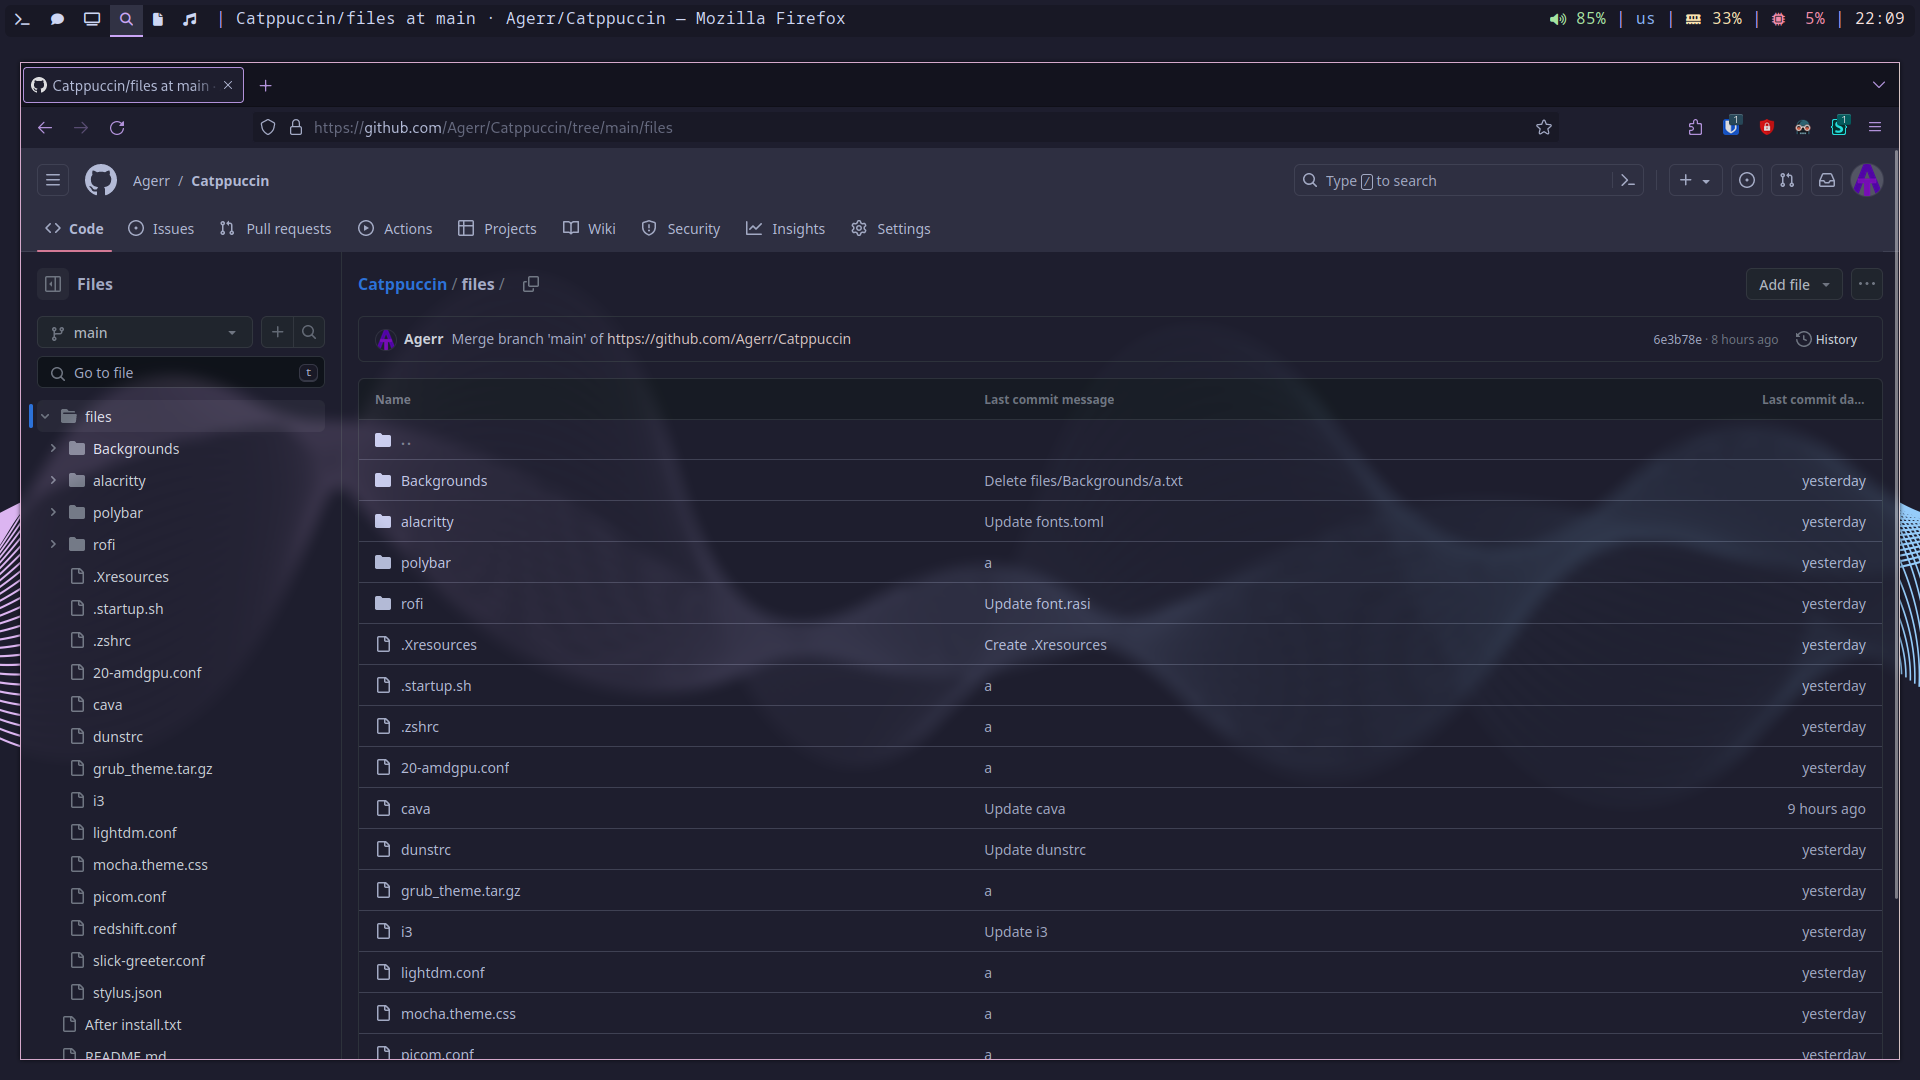 Catppuccin/files at main · Agerr/Catppuccin — Mozilla Firefox
85% | us | 33% | 5% | 22:09
Catppuccin/files at main
https://github.com/Agerr/Catppuccin/tree/main/files
1
1
Agerr / Catppuccin
Type / to search
Code Issues Pull requests Actions Projects Wiki Security Insights Settings
Files
main
Go to file
t
files
Backgrounds
alacritty
polybar
rofi
.Xresources
.startup.sh
.zshrc
20-amdgpu.conf
cava
dunstrc
grub_theme.tar.gz
i3
lightdm.conf
mocha.theme.css
picom.conf
redshift.conf
slick-greeter.conf
stylus.json
After install.txt
README.md
Catppuccin / files /
Add file
Agerr Merge branch 'main' of https://github.com/Agerr/Catppuccin
6e3b78e · 8 hours ago History
Name Last commit message Last commit da...
..
Backgrounds Delete files/Backgrounds/a.txt yesterday
alacritty Update fonts.toml yesterday
polybar a yesterday
rofi Update font.rasi yesterday
.Xresources Create .Xresources yesterday
.startup.sh a yesterday
.zshrc a yesterday
20-amdgpu.conf a yesterday
cava Update cava 9 hours ago
dunstrc Update dunstrc yesterday
grub_theme.tar.gz a yesterday
i3 Update i3 yesterday
lightdm.conf a yesterday
mocha.theme.css a yesterday
picom.conf a yesterday